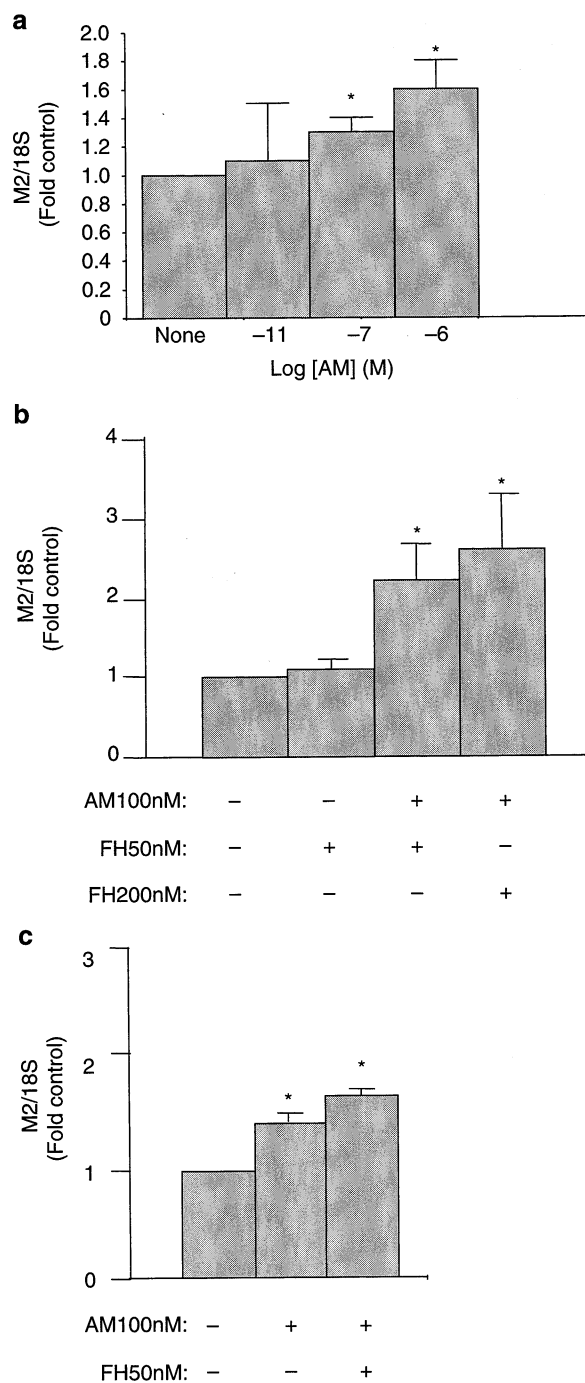 a
M2/18S
(Fold control)
2.0
1.8
1.6
1.4
1.2
1.0
0.8
0.6
0.4
0.2
0
* *
None –11 –7 –6
Log [AM] (M)
b
M2/18S
(Fold control)
4
3
2
1
0
* *
AM100nM: – – + +
FH50nM: – + + –
FH200nM: – – – +
c
M2/18S
(Fold control)
3
2
1
0
* *
AM100nM: – + +
FH50nM: – – +